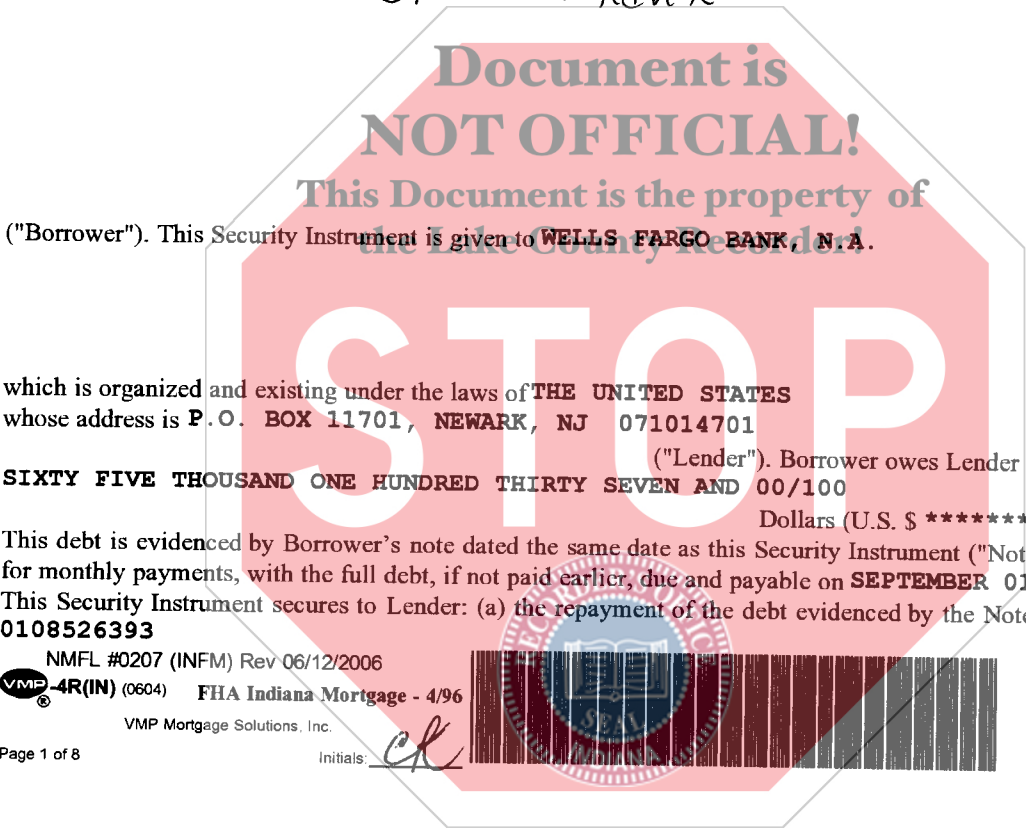 Document is
NOT OFFICIAL!
This Document is the property of
the Lake County Recorder!
("Borrower"). This Security Instrument is given to WELLS FARGO BANK, N.A.
STOP
which is organized and existing under the laws of THE UNITED STATES
whose address is P.O. BOX 11701, NEWARK, NJ 071014701
("Lender"). Borrower owes Lender
SIXTY FIVE THOUSAND ONE HUNDRED THIRTY SEVEN AND 00/100
Dollars (U.S. $ *******
This debt is evidenced by Borrower's note dated the same date as this Security Instrument ("Not
for monthly payments, with the full debt, if not paid earlier, due and payable on SEPTEMBER 01
This Security Instrument secures to Lender: (a) the repayment of the debt evidenced by the Note
0108526393
NMFL #0207 (INFM) Rev 06/12/2006
VMP -4R(IN) (0604) FHA Indiana Mortgage - 4/96
®
VMP Mortgage Solutions, Inc.
Page 1 of 8
Initials: CK
RECORDER'S OFFICE
SEAL
INDIANA